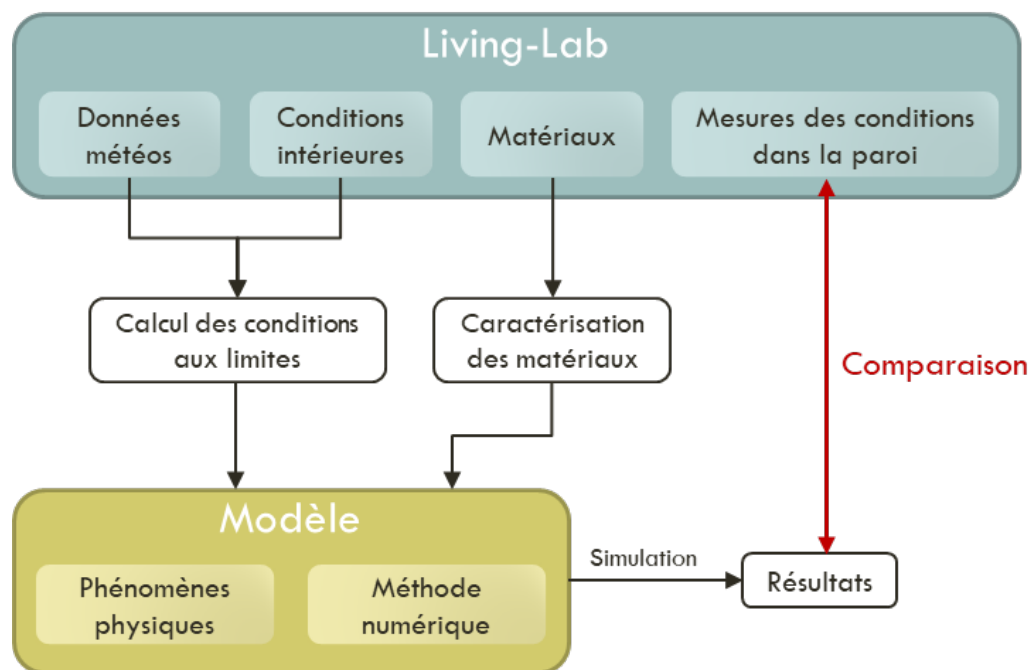 Living-Lab
Données
météos
Conditions
intérieures
Matériaux
Mesures des conditions
dans la paroi
Calcul des conditions
aux limites
Caractérisation
des matériaux
Comparaison
Modèle
Phénomènes
physiques
Méthode
numérique
Simulation
Résultats